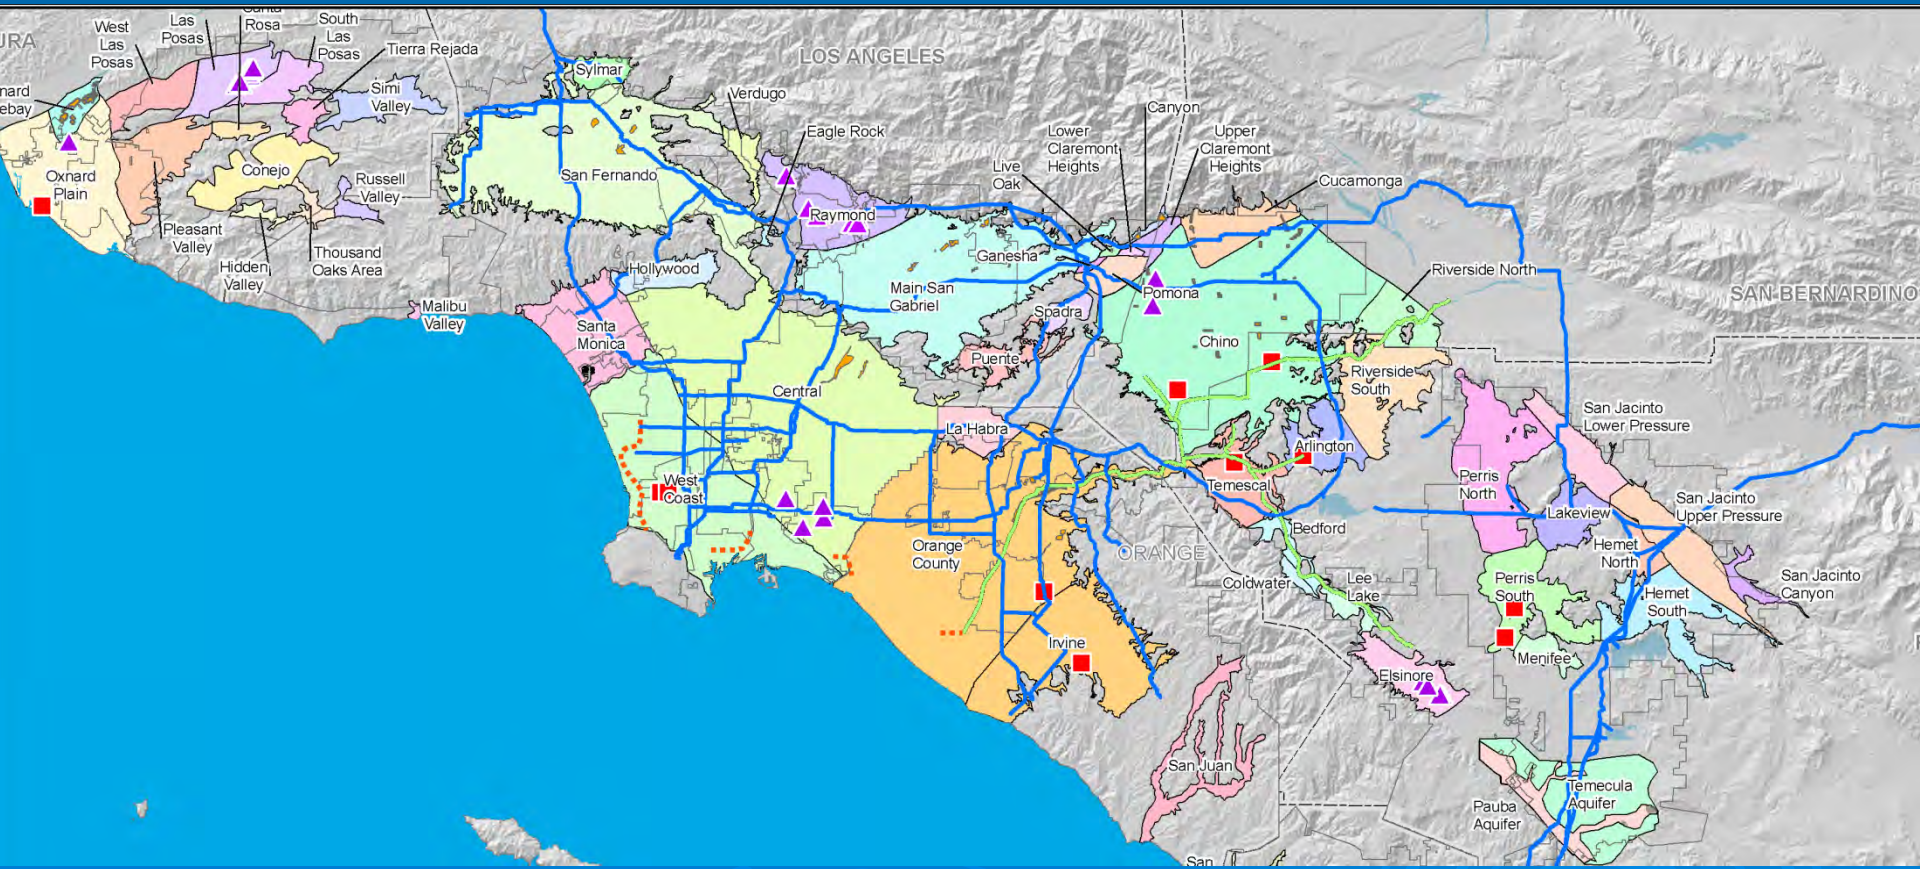 West
Las
Posas
Las
Posas
Rosa
South
Las
Posas
Tierra Rejada
Simi
Valley
Oxnard
Plain
Conejo
Russell
Valley
Pleasant
Valley
Hidden
Valley
Thousand
Oaks Area
Malibu
Valley
LOS ANGELES
Sylmar
Verdugo
Eagle Rock
San Fernando
Raymond
Hollywood
Santa
Monica
Main San
Gabriel
Ganesha
Live
Oak
Lower
Claremont
Heights
Canyon
Upper
Claremont
Heights
Cucamonga
Riverside North
SAN BERNARDINO
Pomona
Spadra
Puente
Chino
Riverside
South
Central
La Habra
West
Coast
Arlington
Temescal
Orange
County
ORANGE
Bedford
Coldwater
Lee
Lake
Irvine
Elsinore
San Juan
San
San Jacinto
Lower Pressure
Perris
North
Lakeview
San Jacinto
Upper Pressure
Hemet
North
Perris
South
Hemet
South
San Jacinto
Canyon
Menifee
Temecula
Aquifer
Pauba
Aquifer